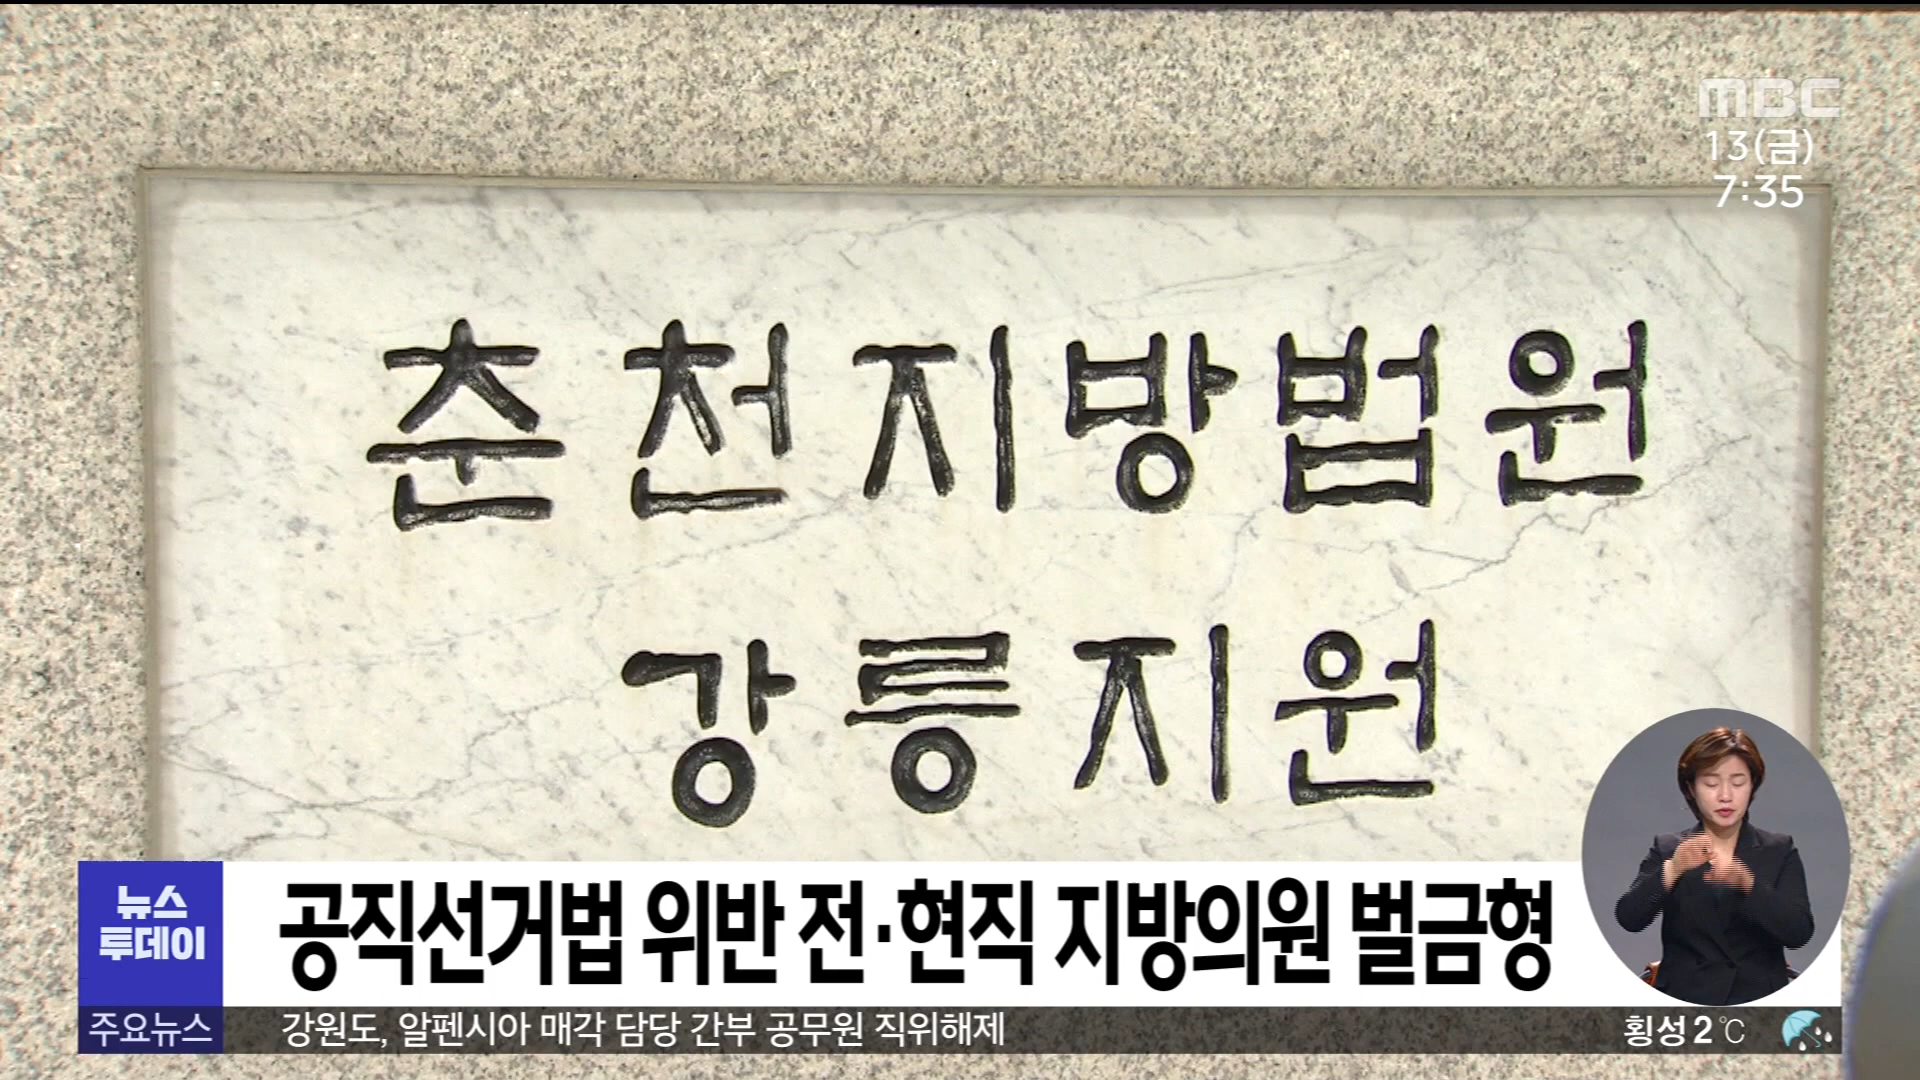 MBC
13(금)
7:35
춘천지방법원
강릉지원
뉴스
투데이
공직선거법 위반 전·현직 지방의원 벌금형
주요뉴스
강원도, 알펜시아 매각 담당 간부 공무원 직위해제
횡성 2℃